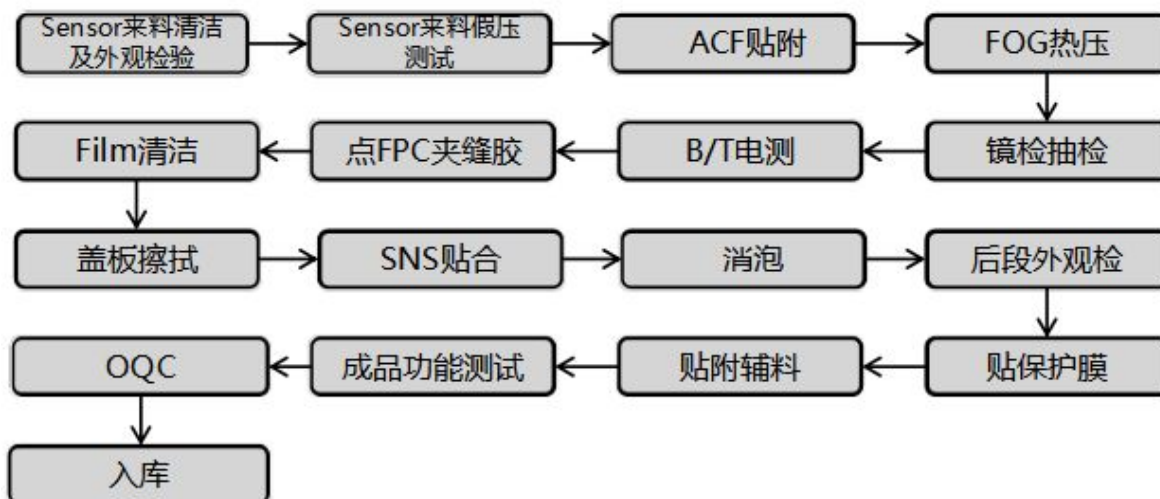 Sensor来料清洁
及外观检验
Sensor来料假压
测试
ACF贴附
FOG热压
镜检抽检
B/T电测
点FPC夹缝胶
Film清洁
盖板擦拭
SNS贴合
消泡
后段外观检
贴保护膜
贴附辅料
成品功能测试
OQC
入库